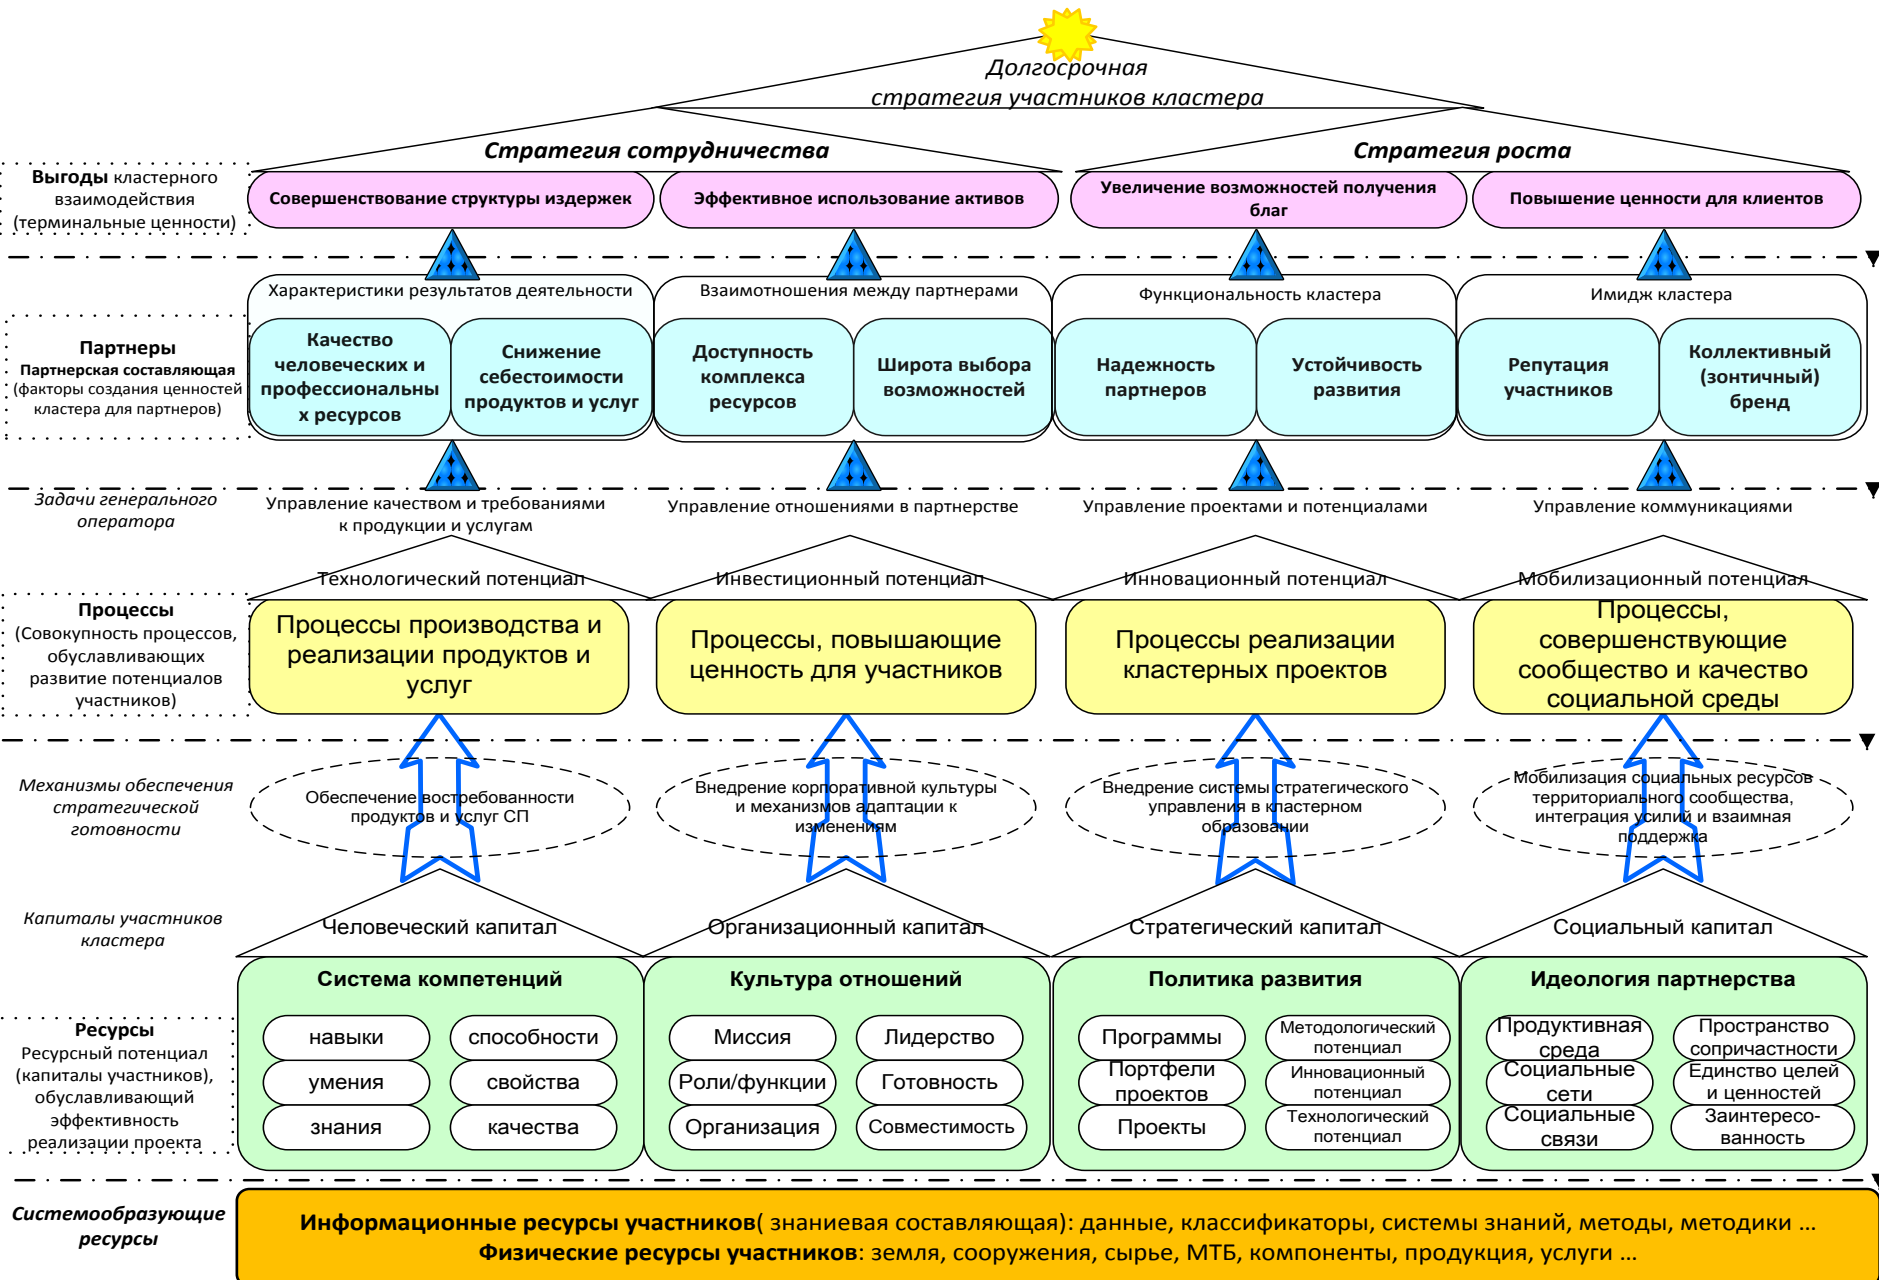 Долгосрочная
стратегия участников кластера
Стратегия сотрудничества
Стратегия роста
Выгоды кластерного
взаимодействия
(терминальные ценности)
Совершенствование структуры издержек
Эффективное использование активов
Увеличение возможностей получения
благ
Повышение ценности для клиентов
Характеристики результатов деятельности
Взаимотношения между партнерами
Функциональность кластера
Имидж кластера
Партнеры
Партнерская составляющая
(факторы создания ценностей
кластера для партнеров)
Качество
человеческих и
профессиональны
х ресурсов
Снижение
себестоимости
продуктов и услуг
Доступность
комплекса
ресурсов
Широта выбора
возможностей
Надежность
партнеров
Устойчивость
развития
Репутация
участников
Коллективный
(зонтичный)
бренд
Задачи генерального
оператора
Управление качеством и требованиями
к продукции и услугам
Управление отношениями в партнерстве
Управление проектами и потенциалами
Управление коммуникациями
Технологический потенциал
Инвестиционный потенциал
Инновационный потенциал
Мобилизационный потенциал
Процессы
(Совокупность процессов,
обуславливающих
развитие потенциалов
участников)
Процессы производства и
реализации продуктов и
услуг
Процессы, повышающие
ценность для участников
Процессы реализации
кластерных проектов
Процессы,
совершенствующие
сообщество и качество
социальной среды
Механизмы обеспечения
стратегической
готовности
Обеспечение востребованности
продуктов и услуг СП
Внедрение корпоративной культуры
и механизмов адаптации к
изменениям
Внедрение системы стратегического
управления в кластерном
образовании
Мобилизация социальных ресурсов
территориального сообщества,
интеграция усилий и взаимная
поддержка
Капиталы участников
кластера
Человеческий капитал
Организационный капитал
Стратегический капитал
Социальный капитал
Ресурсы
Ресурсный потенциал
(капиталы участников),
обуславливающий
эффективность
реализации проекта
Система компетенций
навыки
способности
умения
свойства
знания
качества
Культура отношений
Миссия
Лидерство
Роли/функции
Готовность
Организация
Совместимость
Политика развития
Программы
Методологический
потенциал
Портфели
проектов
Инновационный
потенциал
Проекты
Технологический
потенциал
Идеология партнерства
Продуктивная
среда
Пространство
сопричастности
Социальные
сети
Единство целей
и ценностей
Социальные
связи
Заинтересо-
ванность
Системообразующие
ресурсы
Информационные ресурсы участников( знаниевая составляющая): данные, классификаторы, системы знаний, методы, методики ...
Физические ресурсы участников: земля, сооружения, сырье, МТБ, компоненты, продукция, услуги ...